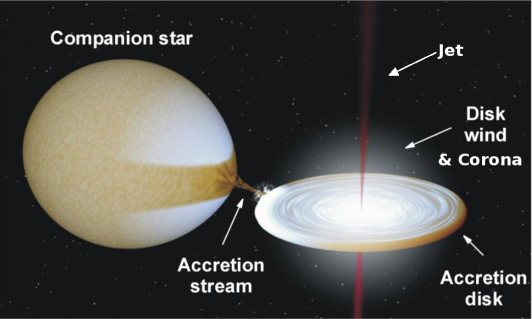 Companion star
Jet
Disk
wind
& Corona
Accretion
stream
Accretion
disk